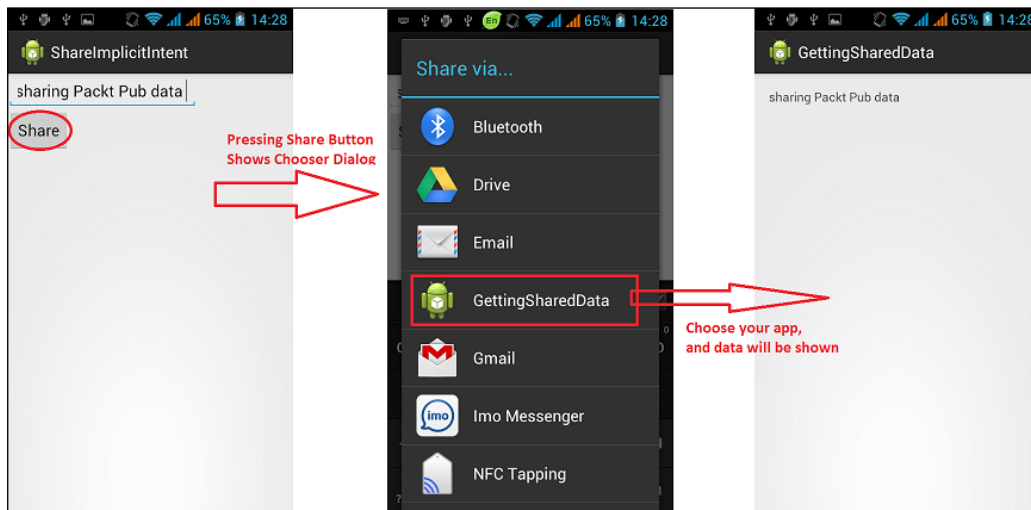 65% 14:28
ShareImplicitIntent
sharing Packt Pub data
Share
Pressing Share Button
Shows Chooser Dialog
En 65% 14:28
Share via...
Bluetooth
Drive
Email
GettingSharedData
Gmail
imo
Imo Messenger
NFC Tapping
Choose your app,
and data will be shown
65% 14:28
GettingSharedData
sharing Packt Pub data